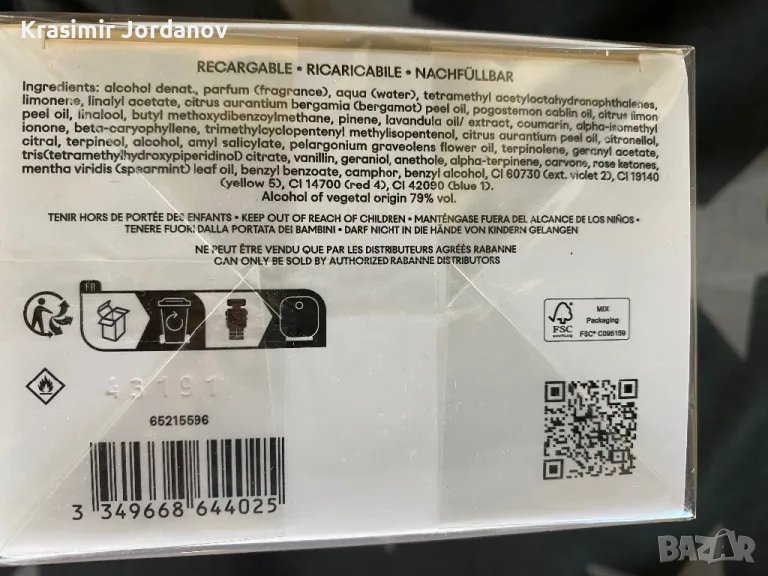 Krasimir Jordanov
RECARGABLE • RICARICABILE • NACHFÜLLBAR
Ingredients: alcohol denat., parfum (fragrance), aqua (water), tetramethyl acetyloctahydronaphthalenes,
limonene, linalyl acetate, citrus aurantium bergamia (bergamot) peel oil, pogostemon cablin oil, citrus limon
peel oil, linalool, butyl methoxydibenzoylmethane, pinene, lavandula oil/ extract, coumarin, alpha-isomethyl
ionone, beta-caryophyllene, trimethylcyclopentenyl methylisopentenol, citrus aurantium peel oil, citronellol,
citral, terpineol, alcohol, amyl salicylate, pelargonium graveolens flower oil, terpinolene, geranyl acetate,
tris(tetramethylhydroxypiperidinol) citrate, vanillin, geraniol, anethole, alpha-terpinene, carvone, rose ketones,
mentha viridis (spearmint) leaf oil, benzyl benzoate, camphor, benzyl alcohol, CI 60730 (ext. violet 2), CI 19140
(yellow 5), CI 14700 (red 4), CI 42090 (blue 1).
Alcohol of vegetal origin 79% vol.
TENIR HORS DE PORTÉE DES ENFANTS • KEEP OUT OF REACH OF CHILDREN • MANTÉNGASE FUERA DEL ALCANCE DE LOS NIÑOS •
TENERE FUORI DALLA PORTATA DEI BAMBINI • DARF NICHT IN DIE HÄNDE VON KINDERN GELANGEN
NE PEUT ÊTRE VENDU QUE PAR LES DISTRIBUTEURS AGRÉÉS RABANNE
CAN ONLY BE SOLD BY AUTHORIZED RABANNE DISTRIBUTORS
FR
FSC
MIX
Packaging
FSC® C095159
43191
65215596
3 349668 644025
BAZAR